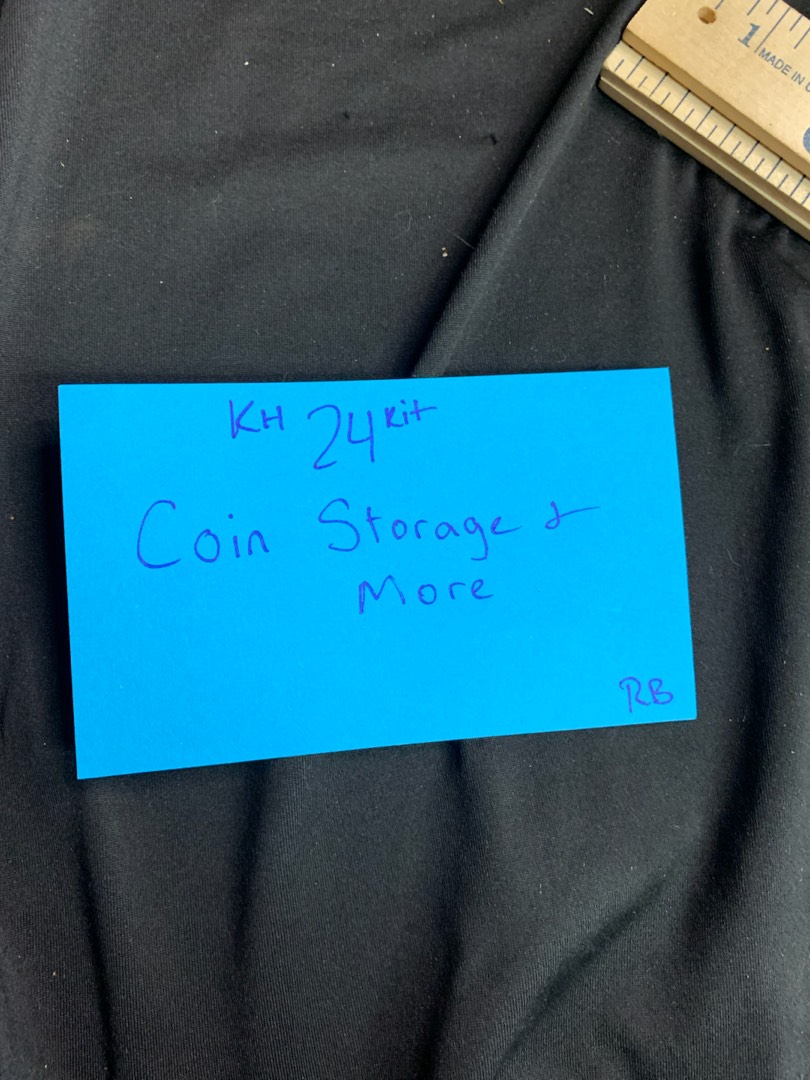 1 MADE IN
KH 24 Kit
Coin Storage &
More
RB